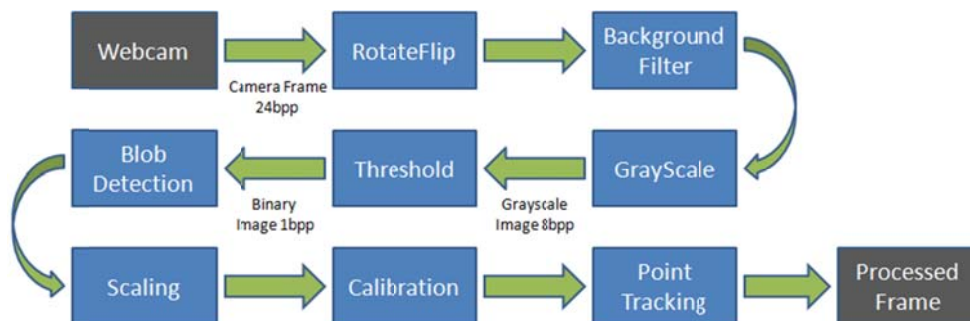 Webcam
Camera Frame
24bpp
RotateFlip
Background
Filter
GrayScale
Grayscale
Image 8bpp
Threshold
Binary
Image 1bpp
Blob
Detection
Scaling
Calibration
Point
Tracking
Processed
Frame